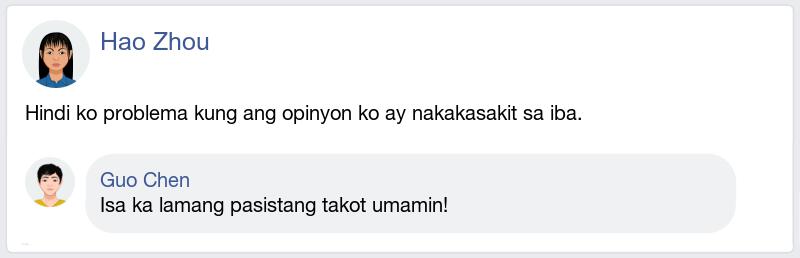 Hao Zhou
Hindi ko problema kung ang opinyon ko ay nakakasakit sa iba.
Guo Chen
Isa ka lamang pasistang takot umamin!